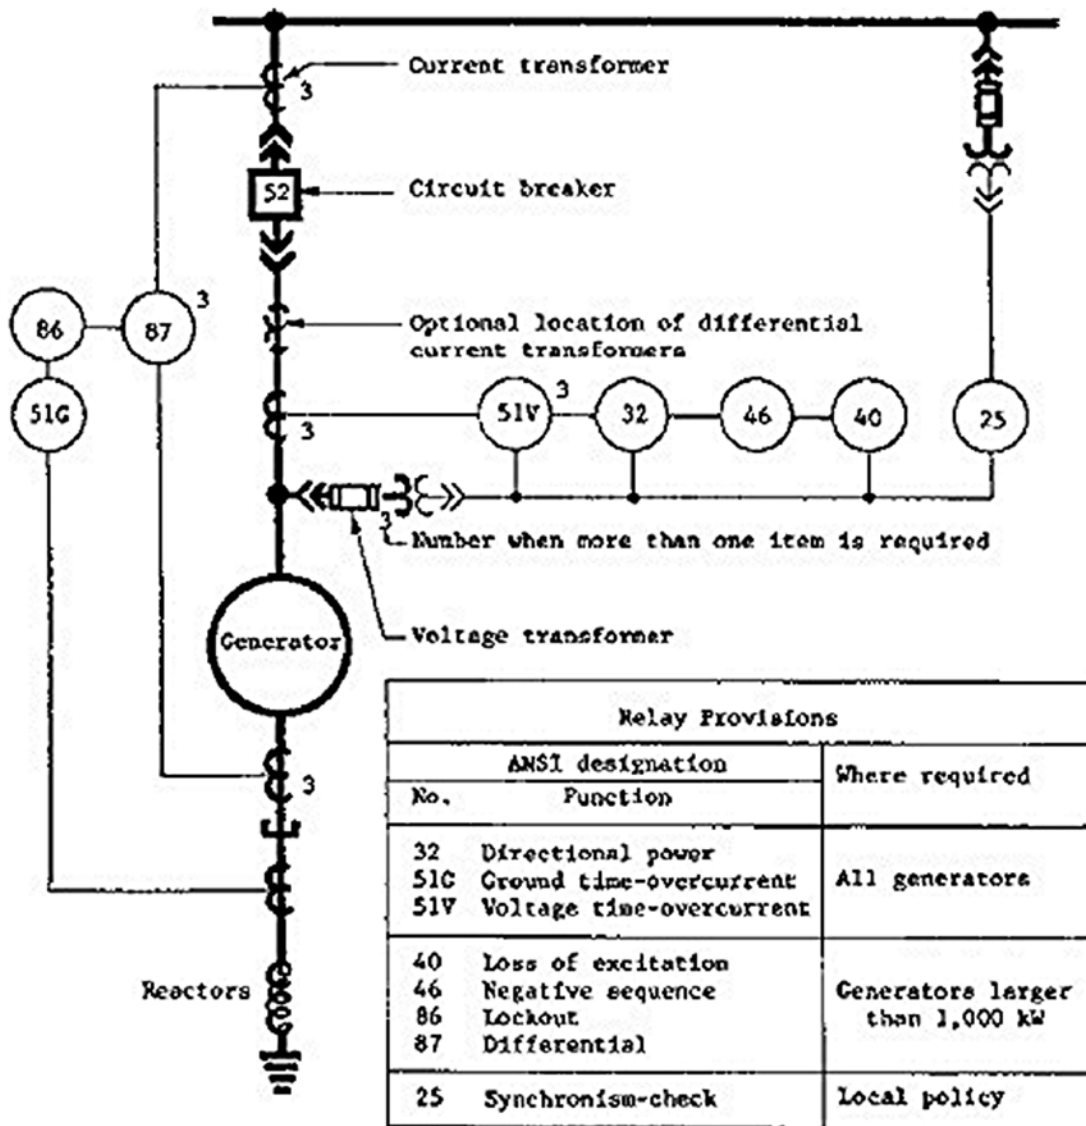 Current transformer
3
52
Circuit breaker
3
86
87
Optional location of differential
current transformers
51G
3
51V
3
32
46
40
25
3
Number when more than one item is required
Generator
Voltage transformer
3
Reactors
Relay Provisions
ANSI designation
Where required
No. Function
32 Directional power
51G Ground time-overcurrent
51V Voltage time-overcurrent
All generators
40 Loss of excitation
46 Negative sequence
86 Lockout
87 Differential
Generators larger
than 1,000 kW
25 Synchronism-check
Local policy